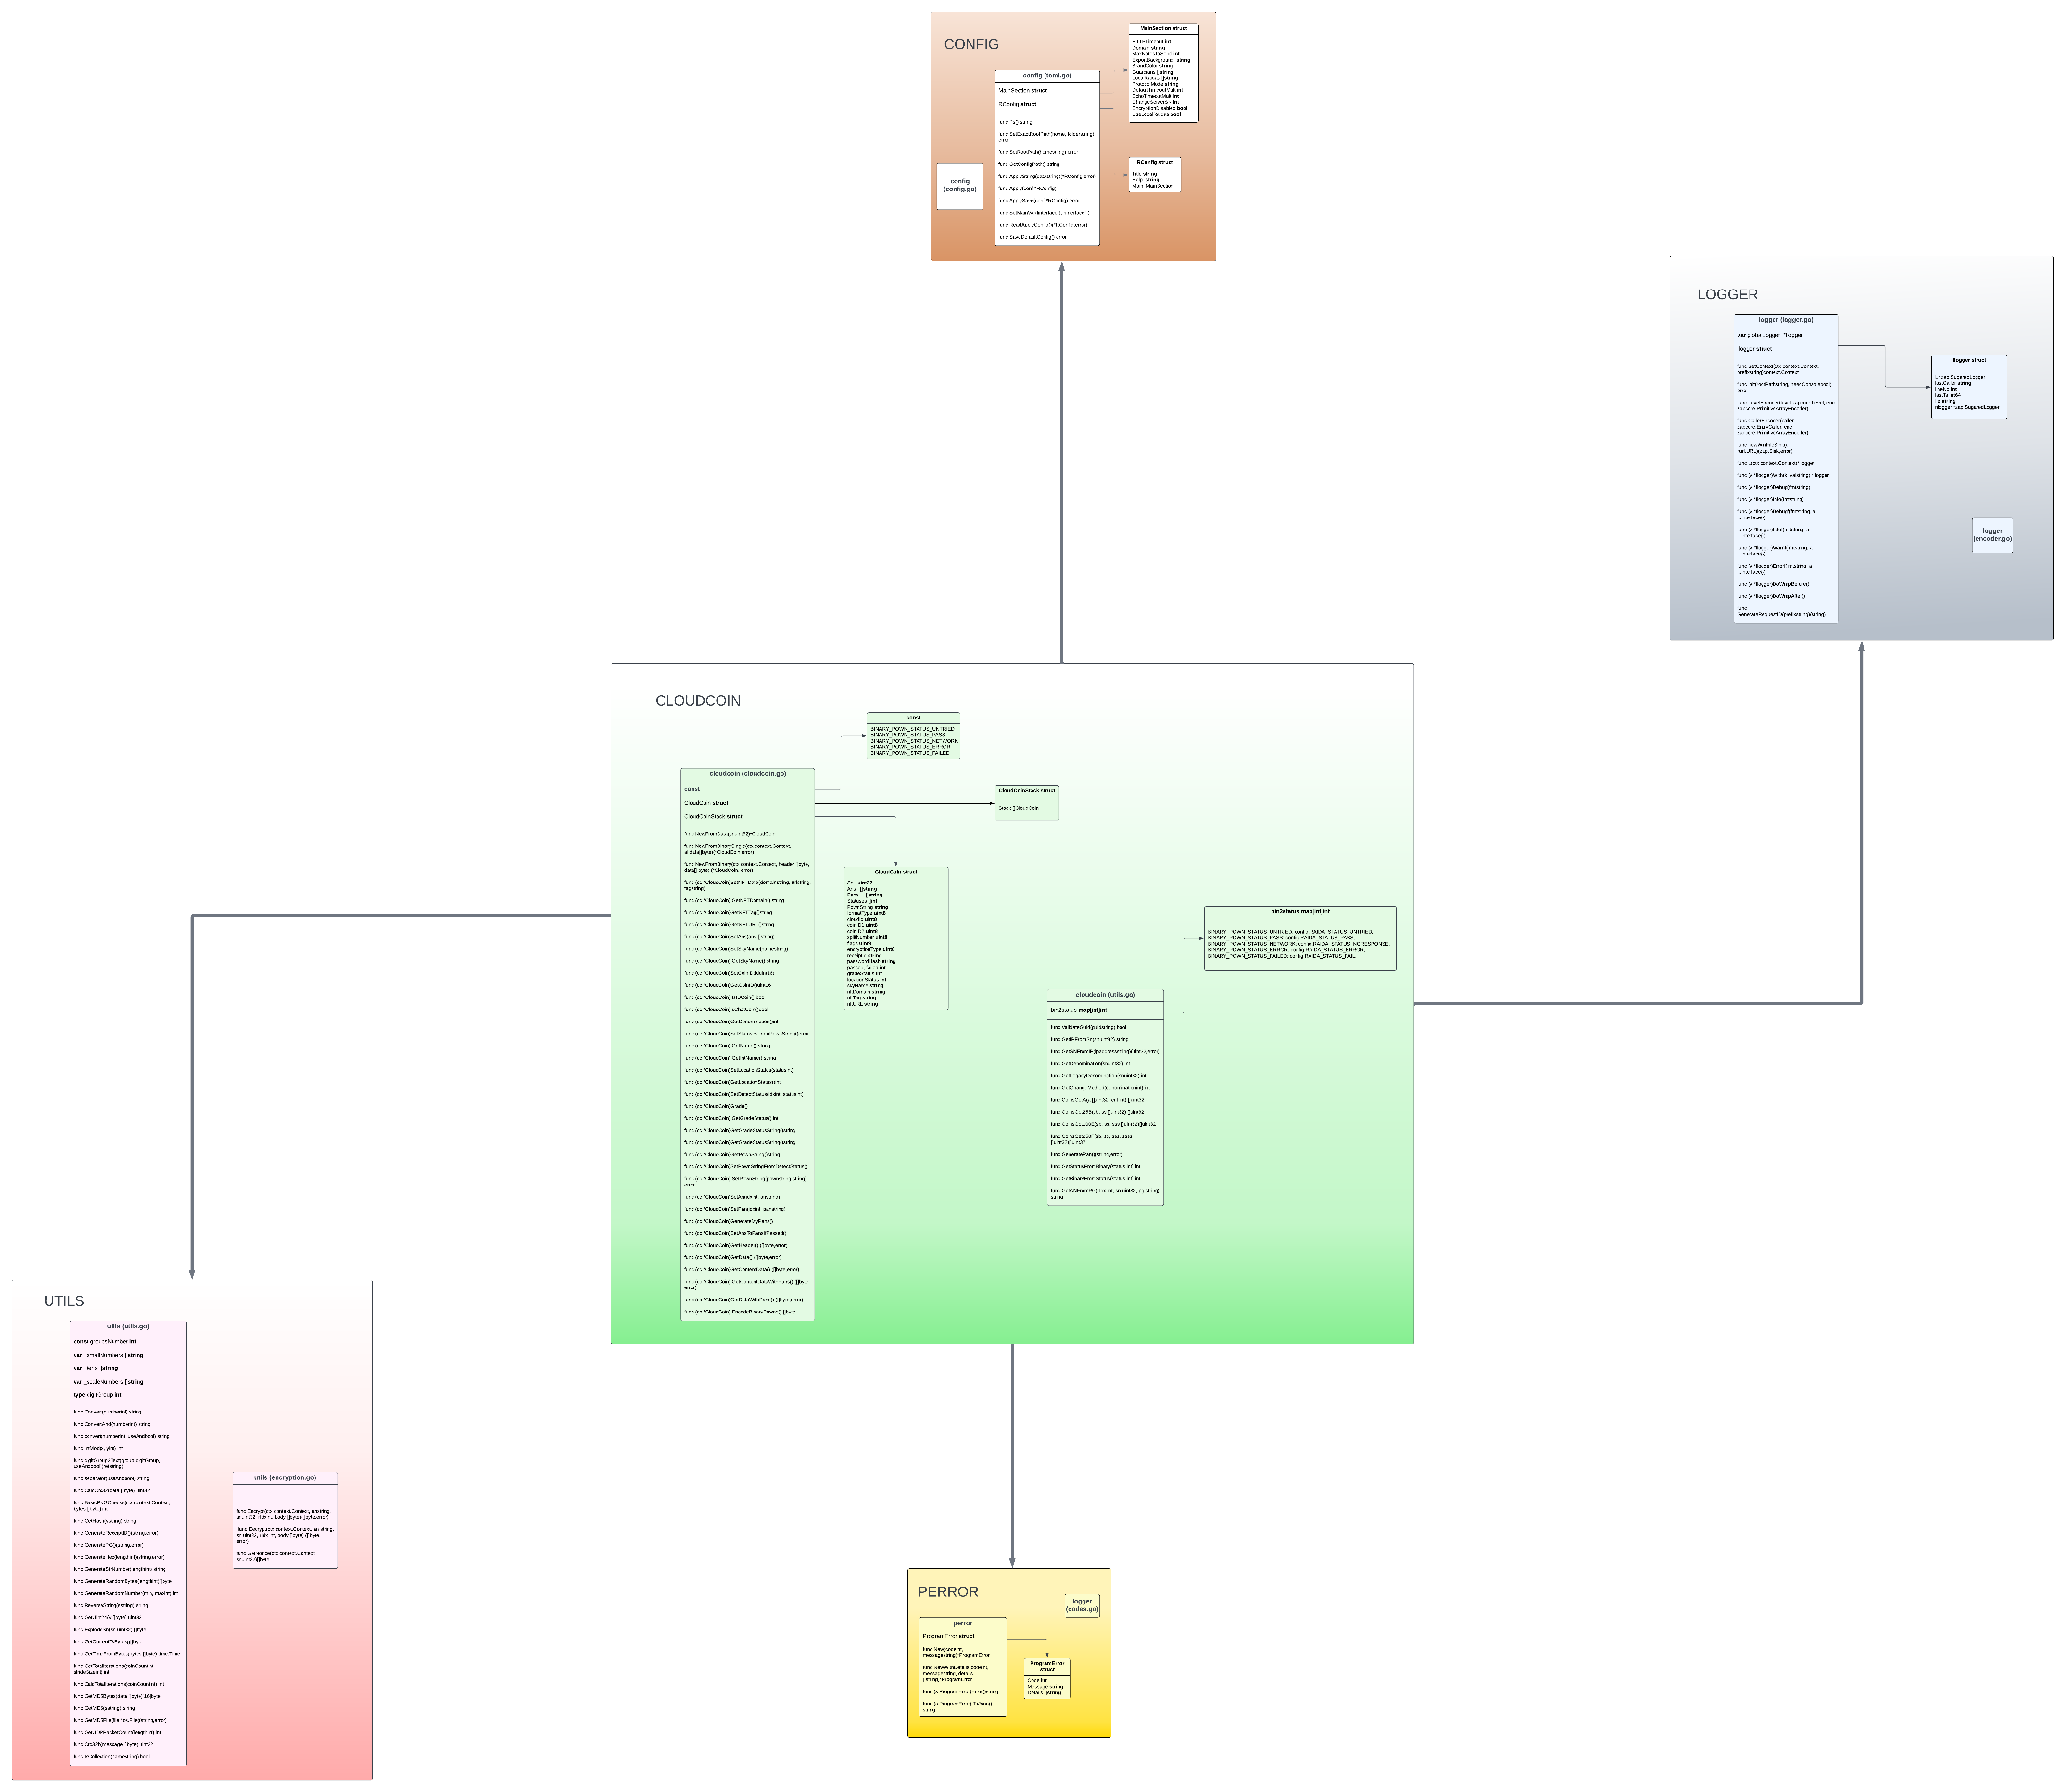 CONFIG
MainSection struct
HTTPTimeout int
Domain string
MaxNotesToSend int
ExportBackground string
BrandColor string
Guardians []string
LocalRaidas []string
ProtocolMode string
DefaultTimeoutMult int
EchoTimeoutMult int
ChangeServerSN int
EncryptionDisabled bool
UseLocalRaidas bool
config (toml.go)
MainSection struct
RConfig struct
func Ps() string
func SetExactRootPath(home, folderstring)
error
func SetRootPath(homestring) error
func GetConfigPath() string
func ApplyString(datastring)(*RConfig,error)
func Apply(conf *RConfig)
func ApplySave(conf *RConfig) error
func SetMainVar(finterface{}, rinterface{})
func ReadApplyConfig()(*RConfig,error)
func SaveDefaultConfig() error
RConfig struct
Title string
Help string
Main MainSection
config
(config.go)
LOGGER
logger (logger.go)
var globalLogger *llogger
llogger struct
func SetContext(ctx context.Context,
prefixstring)context.Context
func Init(rootPathstring, needConsolebool)
error
func LevelEncoder(level zapcore.Level, enc
zapcore.PrimitiveArrayEncoder)
func CallerEncoder(caller
zapcore.EntryCaller, enc
zapcore.PrimitiveArrayEncoder)
func newWinFileSink(u
*url.URL)(zap.Sink,error)
func L(ctx context.Context)*llogger
func (v *llogger)With(k, valstring) *llogger
func (v *llogger)Debug(fmtstring)
func (v *llogger)Info(fmtstring)
func (v *llogger)Debugf(fmtstring, a
...interface{})
func (v *llogger)Infof(fmtstring, a
...interface{})
func (v *llogger)Warnf(fmtstring, a
...interface{})
func (v *llogger)Errorf(fmtstring, a
...interface{})
func (v *llogger)DoWrapBefore()
func (v *llogger)DoWrapAfter()
func
GenerateRequestID(prefixstring)(string)
llogger struct
L *zap.SugaredLogger
lastCaller string
lineNo int
lastTs int64
Lt string
nlogger *zap.SugaredLogger
logger
(encoder.go)
CLOUDCOIN
const
BINARY_POWN_STATUS_UNTRIED
BINARY_POWN_STATUS_PASS
BINARY_POWN_STATUS_NETWORK
BINARY_POWN_STATUS_ERROR
BINARY_POWN_STATUS_FAILED
cloudcoin (cloudcoin.go)
const
CloudCoin struct
CloudCoinStack struct
func NewFromData(snuint32)*CloudCoin
func NewFromBinarySingle(ctx context.Context,
alldata[]byte)(*CloudCoin,error)
func NewFromBinary(ctx context.Context, header []byte,
data[] byte) (*CloudCoin, error)
func (cc *CloudCoin)SetNFTData(domainstring, urlstring,
tagstring)
func (cc *CloudCoin) GetNFTDomain() string
func (cc *CloudCoin)GetNFTTag()string
func (cc *CloudCoin)GetNFTURL()string
func (cc *CloudCoin)SetAns(ans []string)
func (cc *CloudCoin)SetSkyName(namestring)
func (cc *CloudCoin) GetSkyName() string
func (cc *CloudCoin)SetCoinID(iduint16)
func (cc *CloudCoin)GetCoinID()uint16
func (cc *CloudCoin) IsIDCoin() bool
func (cc *CloudCoin)IsChatCoin()bool
func (cc *CloudCoin)GetDenomination()int
func (cc *CloudCoin)SetStatusesFromPownString()error
func (cc *CloudCoin) GetName() string
func (cc *CloudCoin) GetIntName() string
func (cc *CloudCoin)SetLocationStatus(statusint)
func (cc *CloudCoin)GetLocationStatus()int
func (cc *CloudCoin)SetDetectStatus(idxint, statusint)
func (cc *CloudCoin)Grade()
func (cc *CloudCoin) GetGradeStatus() int
func (cc *CloudCoin)GetGradeStatusString()string
func (cc *CloudCoin)GetGradeStatusString()string
func (cc *CloudCoin)GetPownString()string
func (cc *CloudCoin)SetPownStringFromDetectStatus()
func (cc *CloudCoin) SetPownString(pownstring string)
error
func (cc *CloudCoin)SetAn(idxint, anstring)
func (cc *CloudCoin)SetPan(idxint, panstring)
func (cc *CloudCoin)GenerateMyPans()
func (cc *CloudCoin)SetAnsToPansIfPassed()
func (cc *CloudCoin)GetHeader() ([]byte,error)
func (cc *CloudCoin)GetData() ([]byte,error)
func (cc *CloudCoin)GetContentData() ([]byte,error)
func (cc *CloudCoin) GetContentDataWithPans() ([]byte,
error)
func (cc *CloudCoin)GetDataWithPans() ([]byte,error)
func (cc *CloudCoin) EncodeBinaryPowns() []byte
CloudCoinStack struct
Stack []CloudCoin
CloudCoin struct
Sn uint32
Ans []string
Pans []string
Statuses []int
PownString string
formatType uint8
cloudId uint8
coinID1 uint8
coinID2 uint8
splitNumber uint8
flags uint8
encryptionType uint8
receiptId string
passwordHash string
passed, failed int
gradeStatus int
locationStatus int
skyName string
nftDomain string
nftTag string
nftURL string
bin2status map[int]int
BINARY_POWN_STATUS_UNTRIED: config.RAIDA_STATUS_UNTRIED,
BINARY_POWN_STATUS_PASS: config.RAIDA_STATUS_PASS,
BINARY_POWN_STATUS_NETWORK: config.RAIDA_STATUS_NORESPONSE,
BINARY_POWN_STATUS_ERROR: config.RAIDA_STATUS_ERROR,
BINARY_POWN_STATUS_FAILED: config.RAIDA_STATUS_FAIL,
cloudcoin (utils.go)
bin2status map[int]int
func ValidateGuid(guidstring) bool
func GetIPFromSn(snuint32) string
func GetSNFromIP(ipaddressstring)(uint32,error)
func GetDenomination(snuint32) int
func GetLegacyDenomination(snuint32) int
func GetChangeMethod(denominationint) int
func CoinsGetA(a []uint32, cnt int) []uint32
func CoinsGet25B(sb, ss []uint32) []uint32
func CoinsGet100E(sb, ss, sss []uint32)[]uint32
func CoinsGet250F(sb, ss, sss, ssss
[]uint32)[]uint32
func GeneratePan()(string,error)
func GetStatusFromBinary(status int) int
func GetBinaryFromStatus(status int) int
func GetANFromPG(ridx int, sn uint32, pg string)
string
UTILS
utils (utils.go)
const groupsNumber int
var _smallNumbers []string
var _tens []string
var _scaleNumbers []string
type digitGroup int
func Convert(numberint) string
func ConvertAnd(numberint) string
func convert(numberint, useAndbool) string
func intMod(x, yint) int
func digitGroup2Text(group digitGroup,
useAndbool)(retstring)
func separator(useAndbool) string
func CalcCrc32(data []byte) uint32
func BasicPNGChecks(ctx context.Context,
bytes []byte) int
func GetHash(vstring) string
func GenerateReceiptID()(string,error)
func GeneratePG()(string,error)
func GenerateHex(lengthint)(string,error)
func GenerateStrNumber(lengthint) string
func GenerateRandomBytes(lengthint)[]byte
func GenerateRandomNumber(min, maxint) int
func ReverseString(sstring) string
func GetUint24(v []byte) uint32
func ExplodeSn(sn uint32) []byte
func GetCurrentTsBytes()[]byte
func GetTimeFromBytes(bytes []byte) time.Time
func GetTotalIterations(coinCountint,
strideSizeint) int
func CalcTotalIterations(coinCountint) int
func GetMD5Bytes(data []byte)[16]byte
func GetMD5(sstring) string
func GetMD5File(file *os.File)(string,error)
func GetUDPPacketCount(lengthint) int
func Crc32b(message []byte) uint32
func IsCollection(namestring) bool
utils (encryption.go)
func Encrypt(ctx context.Context, anstring,
snuint32, ridxint, body []byte)([]byte,error)
func Decrypt(ctx context.Context, an string,
sn uint32, ridx int, body []byte) ([]byte,
error)
func GetNonce(ctx context.Context,
snuint32)[]byte
PERROR
logger
(codes.go)
perror
ProgramError struct
func New(codeint,
messagestring)*ProgramError
func NewWithDetails(codeint,
messagestring, details
[]string)*ProgramError
func (s ProgramError)Error()string
func (s ProgramError) ToJson()
string
ProgramError
struct
Code int
Message string
Details []string